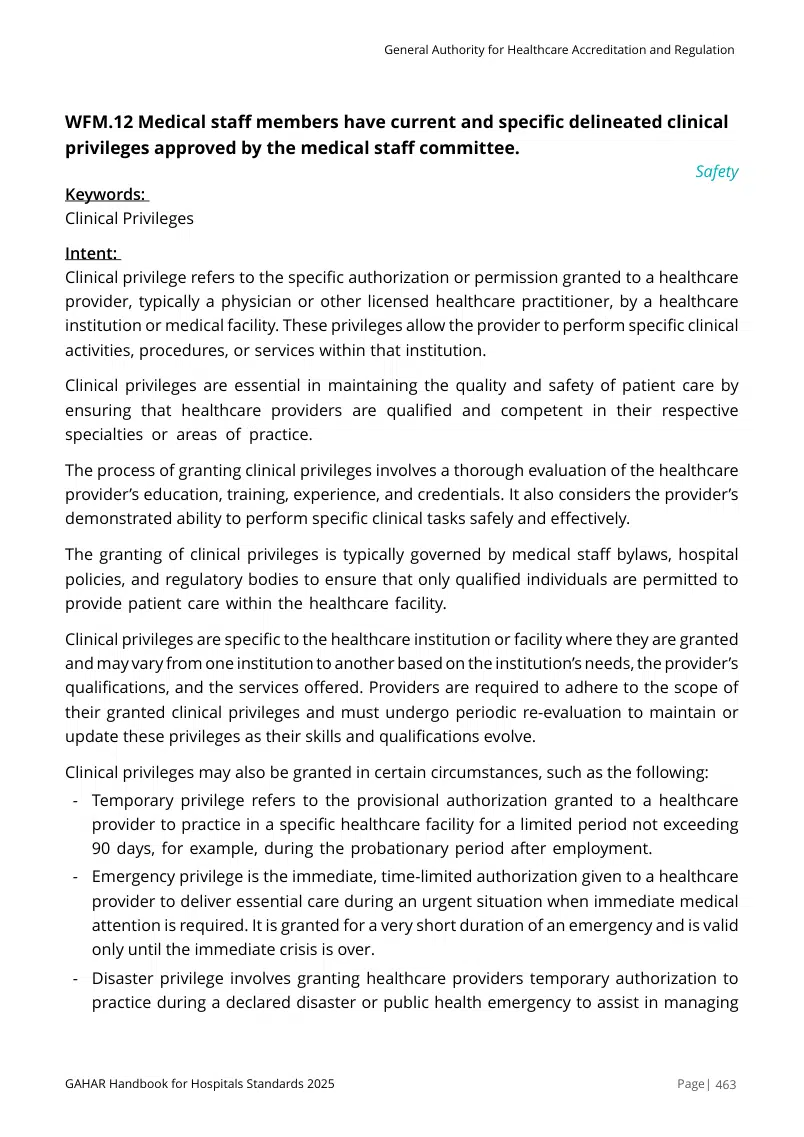 General Authority for Healthcare Accreditation and Regulation
WFM.12 Medical staff members have current and specific delineated clinical
privileges approved by the medical staff committee.
Safety
Keywords:
Clinical Privileges
Intent:
Clinical privilege refers to the specific authorization or permission granted to a healthcare
provider, typically a physician or other licensed healthcare practitioner, by a healthcare
institution or medical facility. These privileges allow the provider to perform specific clinical
activities, procedures, or services within that institution.
Clinical privileges are essential in maintaining the quality and safety of patient care by
ensuring that healthcare providers are qualified and competent in their respective
specialties or areas of practice.
The process of granting clinical privileges involves a thorough evaluation of the healthcare
provider’s education, training, experience, and credentials. It also considers the provider’s
demonstrated ability to perform specific clinical tasks safely and effectively.
The granting of clinical privileges is typically governed by medical staff bylaws, hospital
policies, and regulatory bodies to ensure that only qualified individuals are permitted to
provide patient care within the healthcare facility.
Clinical privileges are specific to the healthcare institution or facility where they are granted
and may vary from one institution to another based on the institution’s needs, the provider’s
qualifications, and the services offered. Providers are required to adhere to the scope of
their granted clinical privileges and must undergo periodic re-evaluation to maintain or
update these privileges as their skills and qualifications evolve.
Clinical privileges may also be granted in certain circumstances, such as the following:
- Temporary privilege refers to the provisional authorization granted to a healthcare
provider to practice in a specific healthcare facility for a limited period not exceeding
90 days, for example, during the probationary period after employment.
- Emergency privilege is the immediate, time-limited authorization given to a healthcare
provider to deliver essential care during an urgent situation when immediate medical
attention is required. It is granted for a very short duration of an emergency and is valid
only until the immediate crisis is over.
- Disaster privilege involves granting healthcare providers temporary authorization to
practice during a declared disaster or public health emergency to assist in managing
GAHAR Handbook for Hospitals Standards 2025
Page| 463